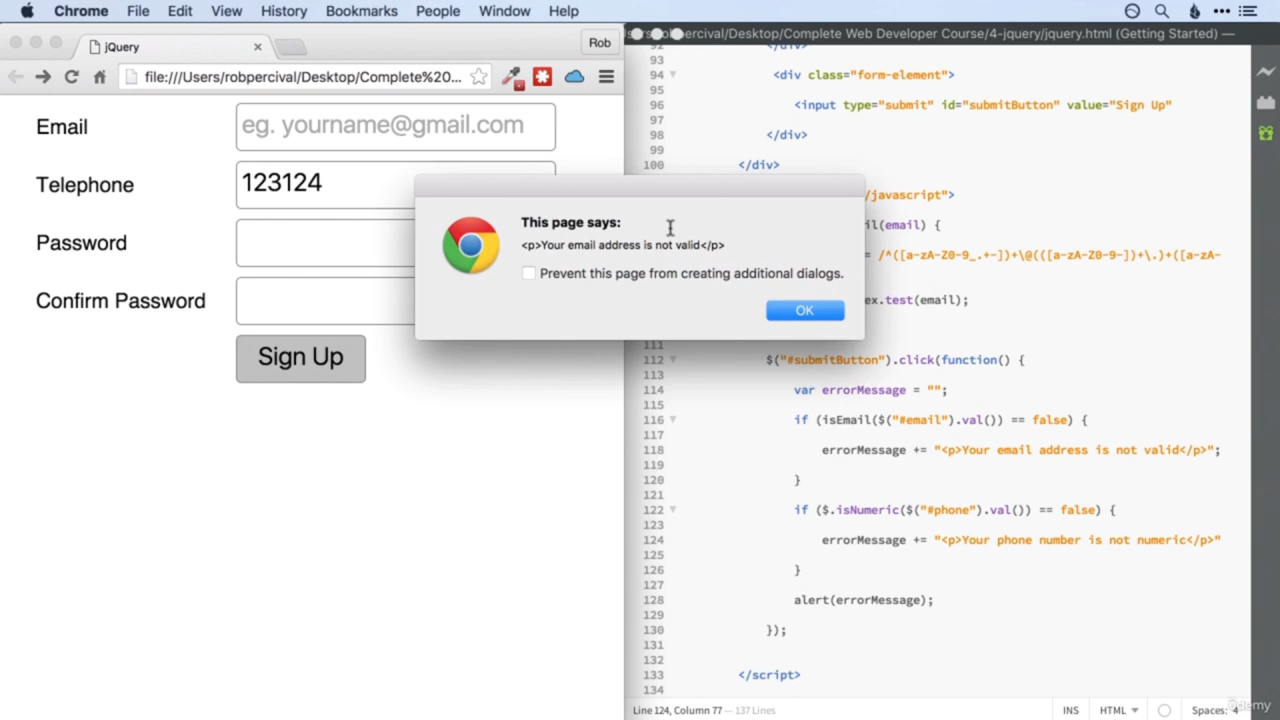 Chrome File Edit View History Bookmarks People Window Help
jQuery
Rob
file:///Users/robpercival/Desktop/Complete%20...
Email
eg. yourname@gmail.com
Telephone
123124
Password
Confirm Password
Sign Up
This page says:
<p>Your email address is not valid</p>
Prevent this page from creating additional dialogs.
OK
robpercival/Desktop/Complete Web Developer Course/4-jquery/jquery.html (Getting Started) —
92 </div>
93
94 <div class="form-element">
95
96 <input type="submit" id="submitButton" value="Sign Up"
97
98 </div>
99
100 </div>
/javascript">
il(email) {
= /^([a-zA-Z0-9_.+-])+\@(([a-zA-Z0-9-])+\.)+([a-zA-
ex.test(email);
111
112 $("#submitButton").click(function() {
113
114 var errorMessage = "";
115
116 if (isEmail($("#email").val()) == false) {
117
118 errorMessage += "<p>Your email address is not valid</p>";
119
120 }
121
122 if ($.isNumeric($("#phone").val()) == false) {
123
124 errorMessage += "<p>Your phone number is not numeric</p>"
125
126 }
127
128 alert(errorMessage);
129
130 });
131
132
133 </script>
134
Line 124, Column 77 — 137 Lines
INS HTML Spaces: 4
ûdemy